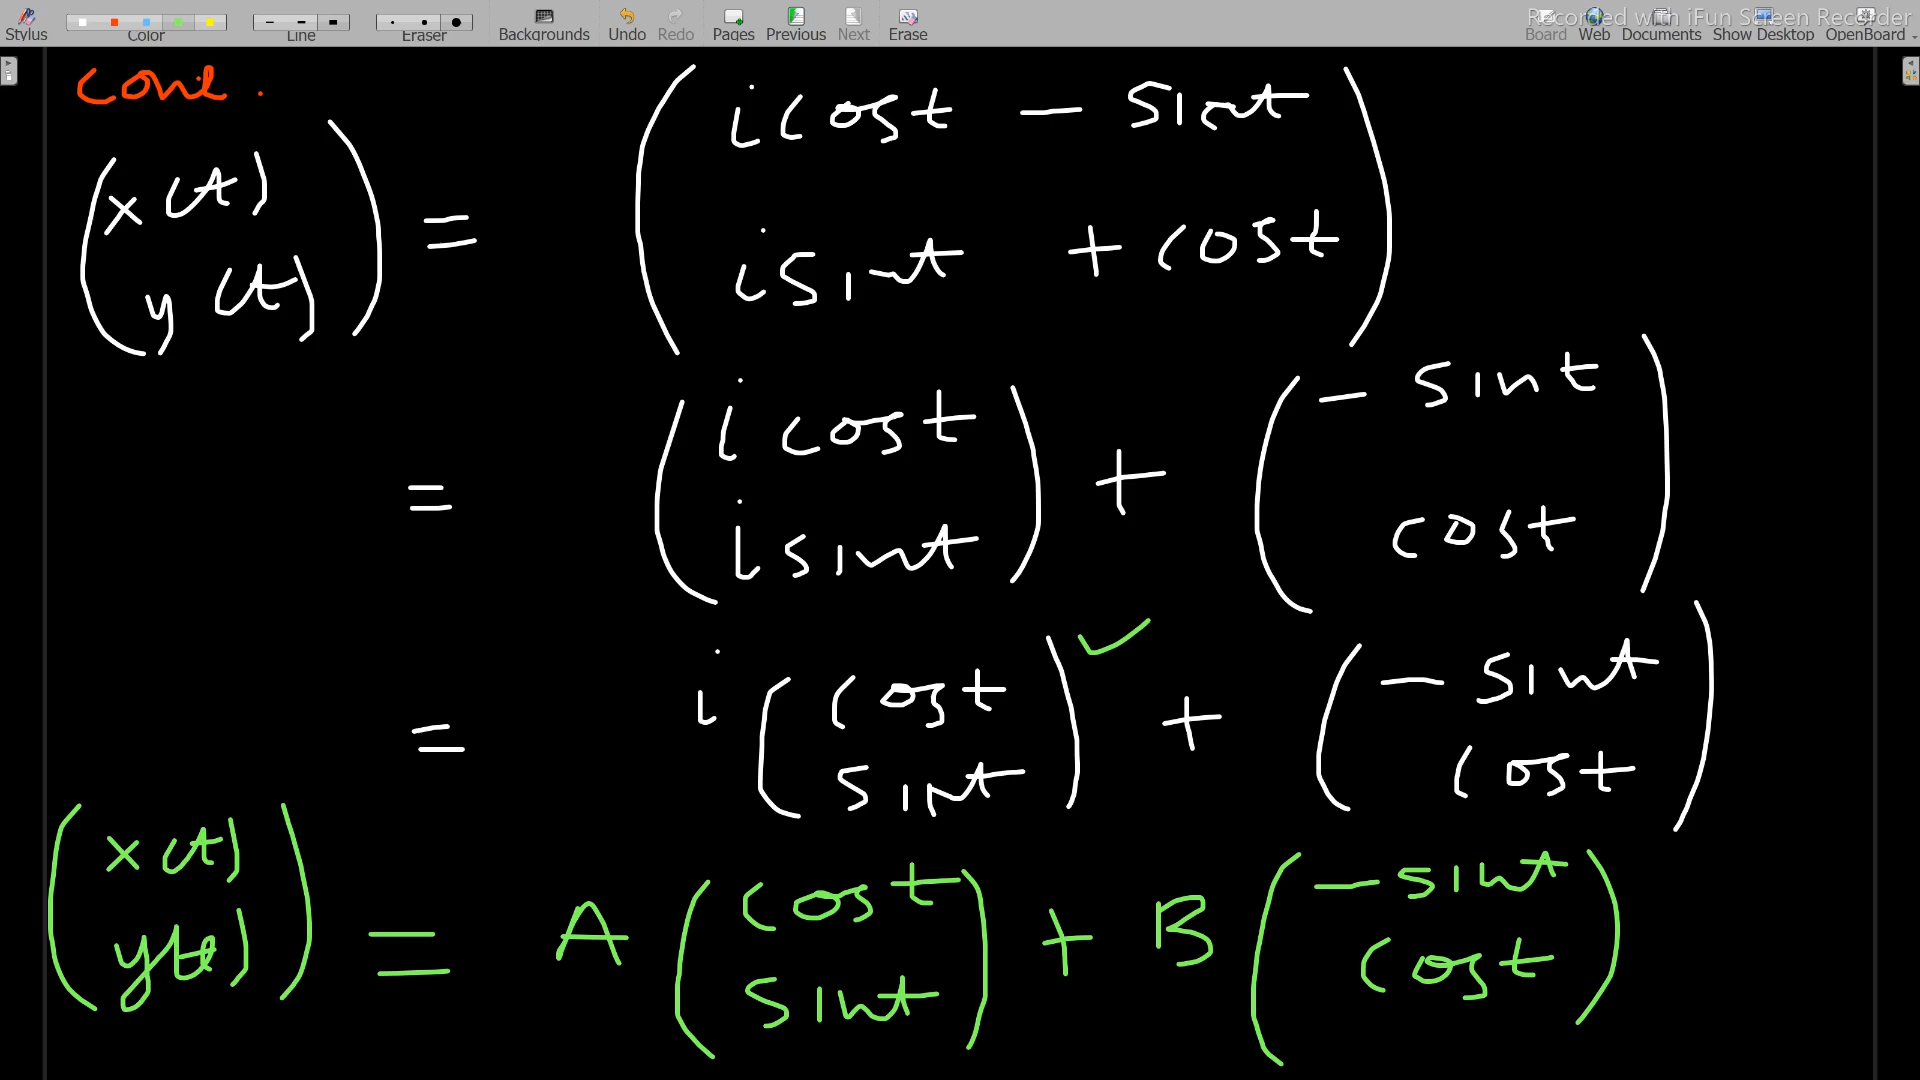 Recorded with iFun Screen Recorder
Stylus Color Line Eraser Backgrounds Undo Redo Pages Previous Next Erase Board Web Documents Show Desktop OpenBoard
cont.
(x(t) y(t)) = (i cost - sint
i sint + cost)
= (i cost i sint) + (- sint cost)
= i (cost sint) ✓ + (- sint cost)
(x(t) y(t)) = A (cost sint) + B (- sint cost)